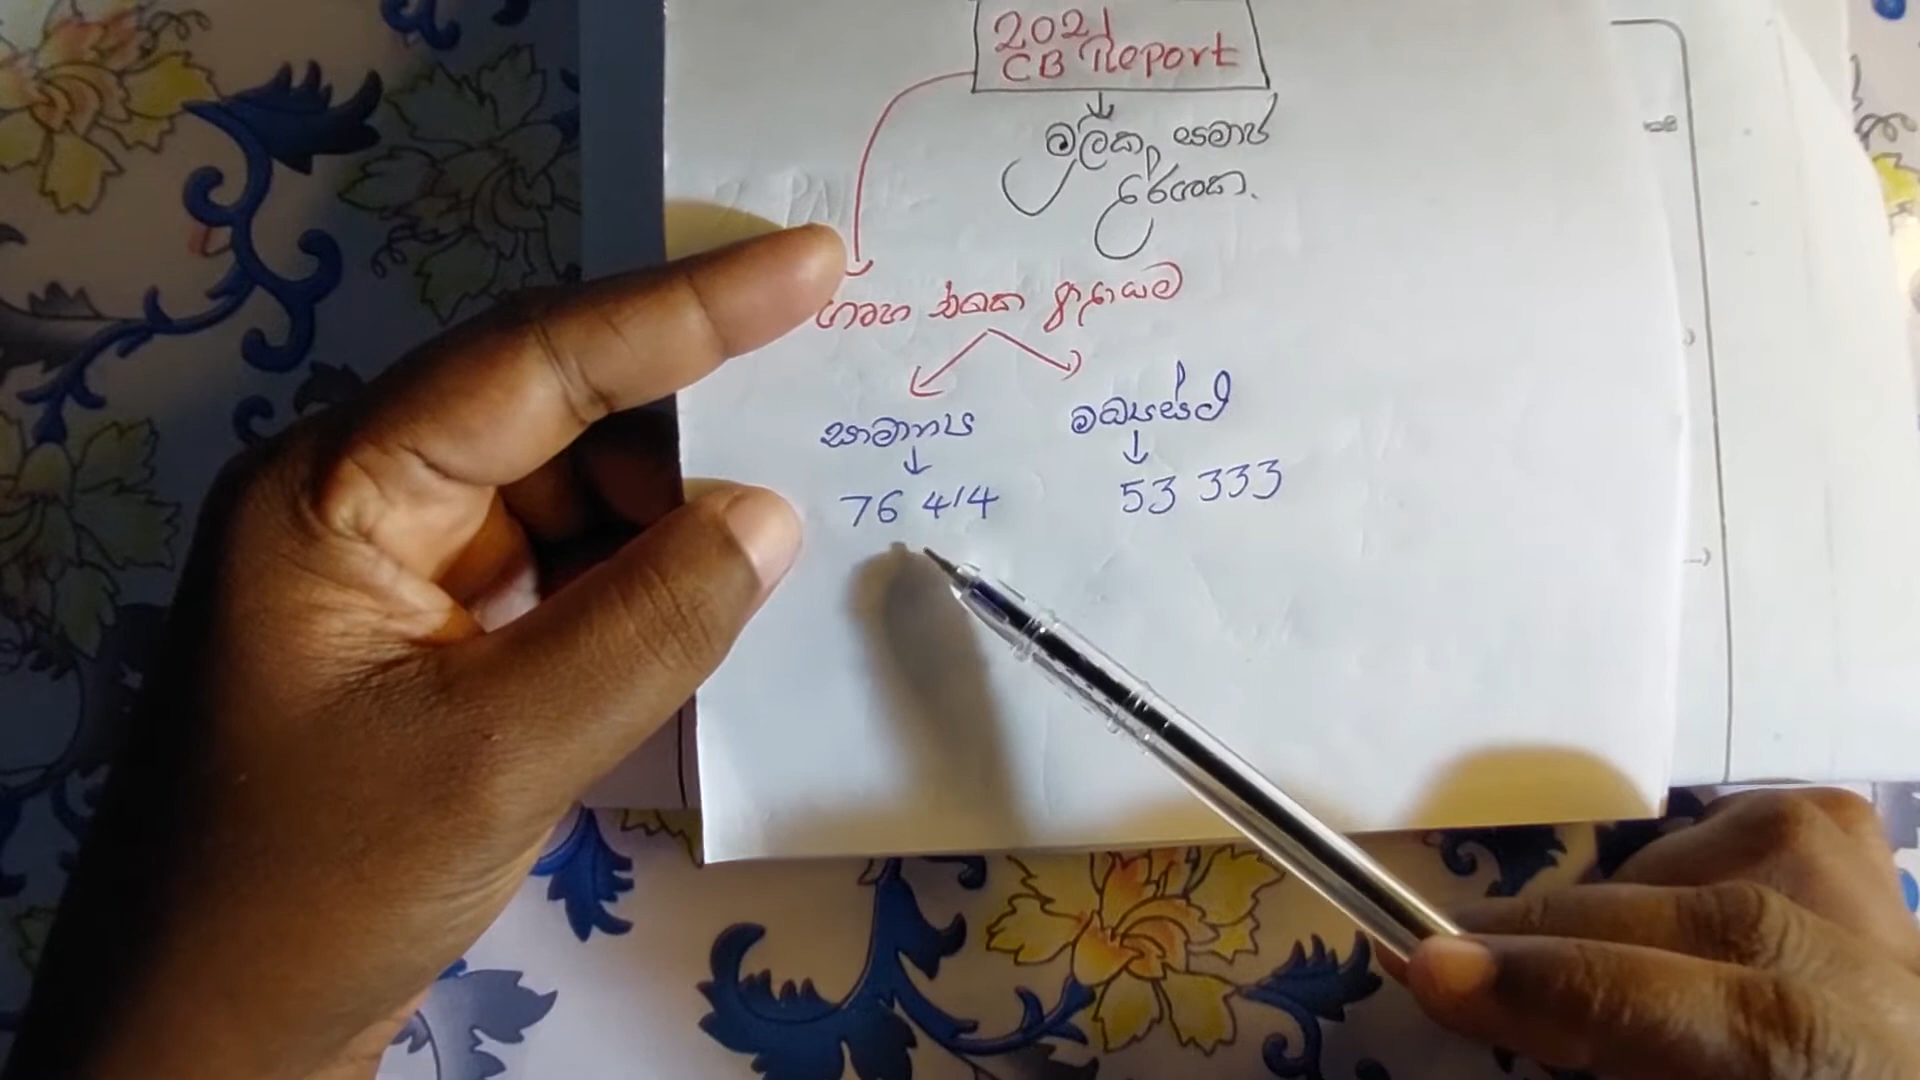 2021
CB Report
මූලික සමාජ
දර්ශක.
ගෘහ ඒකක ආදායම
සාමාන්‍ය
මධ්‍යස්ථ
76 414
53 333